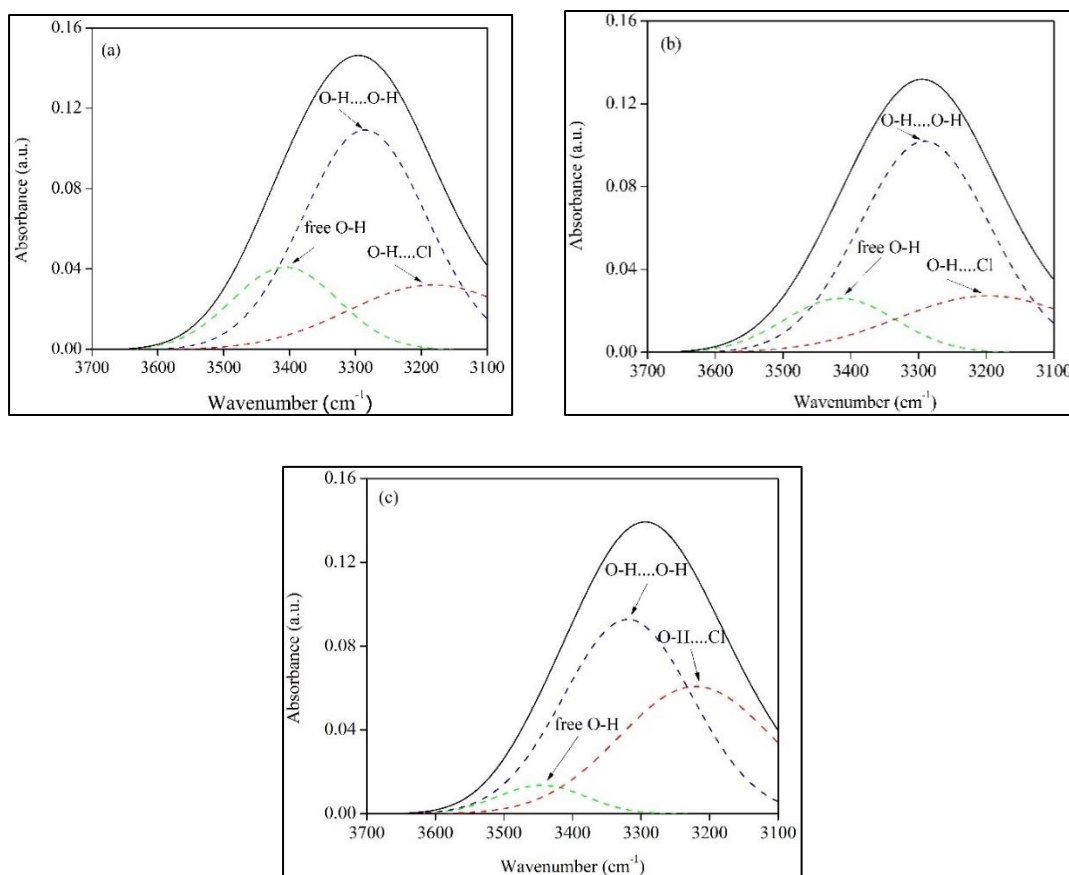 (a)
0.16
0.12
0.08
0.04
0.00
Absorbance (a.u.)
O-H....O-H
free O-H
O-H....Cl
3700 3600 3500 3400 3300 3200 3100
Wavenumber (cm-1)
(b)
0.16
0.12
0.08
0.04
0.00
Absorbance (a.u.)
O-H....O-H
free O-H
O-H....Cl
3700 3600 3500 3400 3300 3200 3100
Wavenumber (cm-1)
(c)
0.16
0.12
0.08
0.04
0.00
Absorbance (a.u.)
O-H....O-H
O-H....Cl
free O-H
3700 3600 3500 3400 3300 3200 3100
Wavenumber (cm-1)